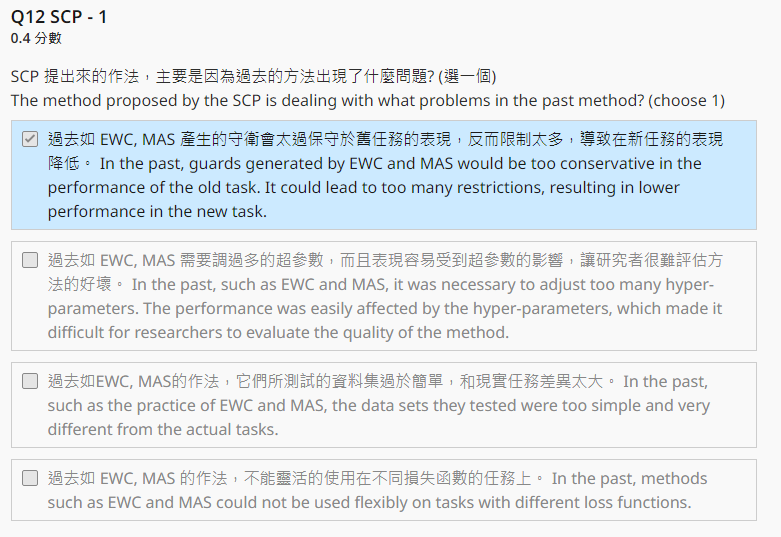 Q12 SCP - 1
0.4 分數
SCP 提出來的作法，主要是因為過去的方法出現了什麼問題? (選一個)
The method proposed by the SCP is dealing with what problems in the past method? (choose 1)
過去如 EWC, MAS 產生的守衛會太過保守於舊任務的表現，反而限制太多，導致在新任務的表現
降低。 In the past, guards generated by EWC and MAS would be too conservative in the
performance of the old task. It could lead to too many restrictions, resulting in lower
performance in the new task.
過去如 EWC, MAS 需要調過多的超參數，而且表現容易受到超參數的影響，讓研究者很難評估方
法的好壞。 In the past, such as EWC and MAS, it was necessary to adjust too many hyper-
parameters. The performance was easily affected by the hyper-parameters, which made it
difficult for researchers to evaluate the quality of the method.
過去如EWC, MAS的作法，它們所測試的資料集過於簡單，和現實任務差異太大。 In the past,
such as the practice of EWC and MAS, the data sets they tested were too simple and very
different from the actual tasks.
過去如 EWC, MAS 的作法，不能靈活的使用在不同損失函數的任務上。 In the past, methods
such as EWC and MAS could not be used flexibly on tasks with different loss functions.